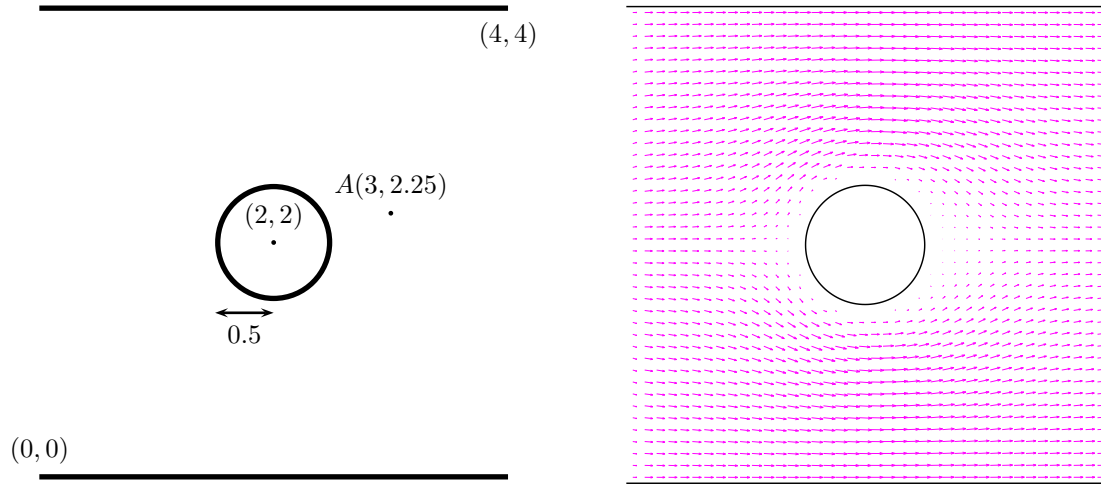 (4, 4)
A(3, 2.25)
(2, 2)
0.5
(0, 0)